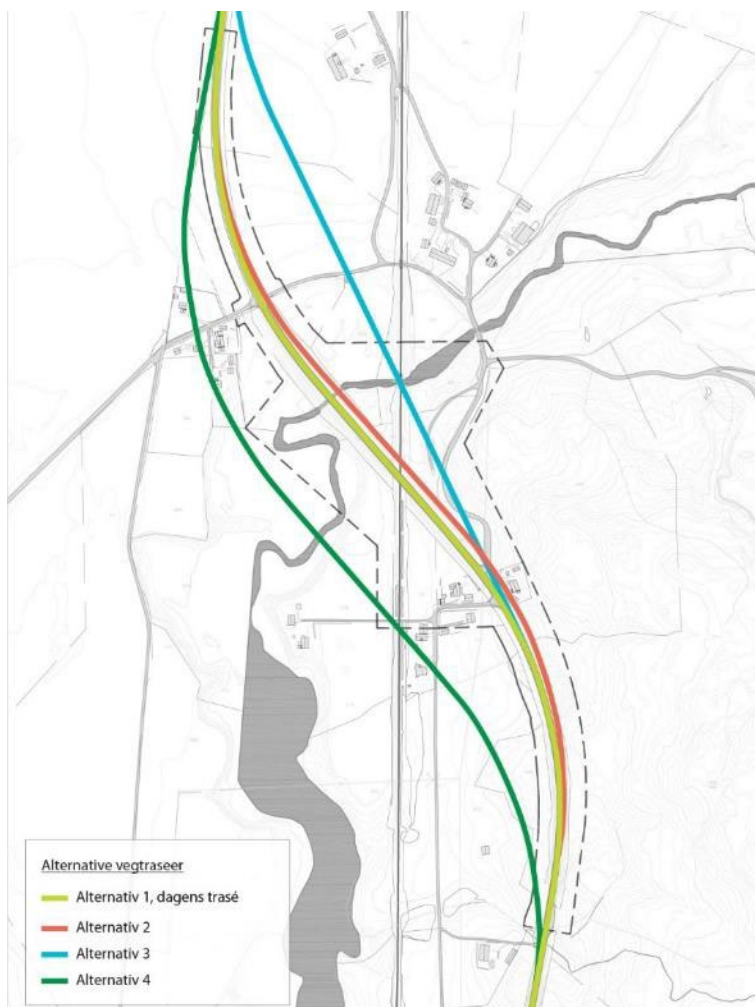 Alternative vegtraseer
Alternativ 1, dagens trasé
Alternativ 2
Alternativ 3
Alternativ 4